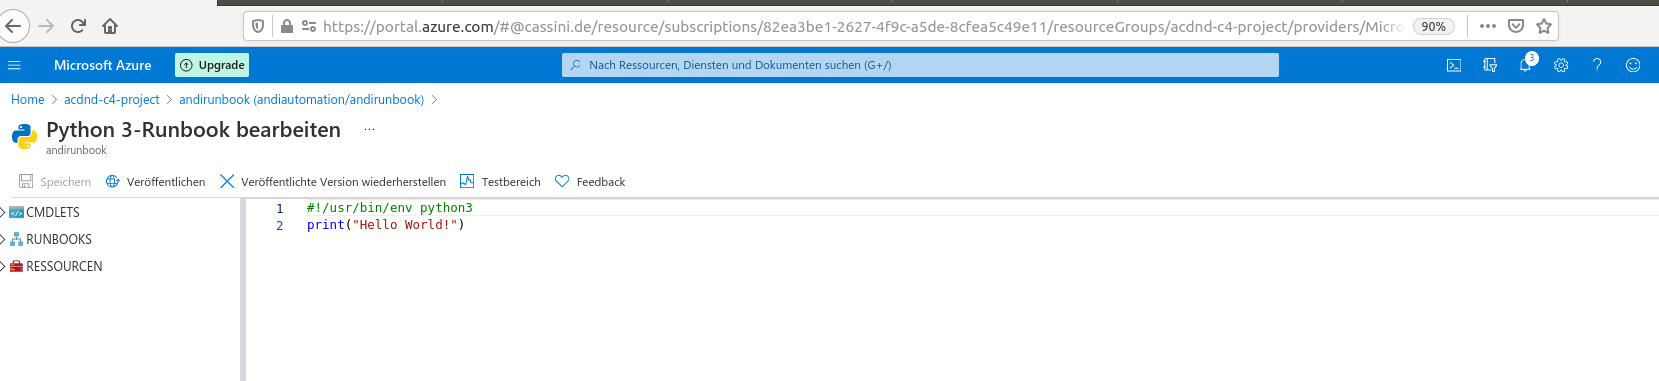 https://portal.azure.com/#@cassini.de/resource/subscriptions/82ea3be1-2627-4f9c-a5de-8cfea5c49e11/resourceGroups/acdnd-c4-project/providers/Micro 90%
Microsoft Azure Upgrade Nach Ressourcen, Diensten und Dokumenten suchen (G+/) 3
Home > acdnd-c4-project > andirunbook (andiautomation/andirunbook) >
Python 3-Runbook bearbeiten ...
andirunbook
Speichern Veröffentlichen Veröffentlichte Version wiederherstellen Testbereich Feedback
CMDLETS
RUNBOOKS
RESSOURCEN
1 #!/usr/bin/env python3
2 print("Hello World!")